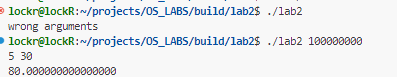 lockr@lockR:~/projects/OS_LABS/build/lab2$ ./lab2
wrong arguments
lockr@lockR:~/projects/OS_LABS/build/lab2$ ./lab2 100000000
5 30
80.000000000000000